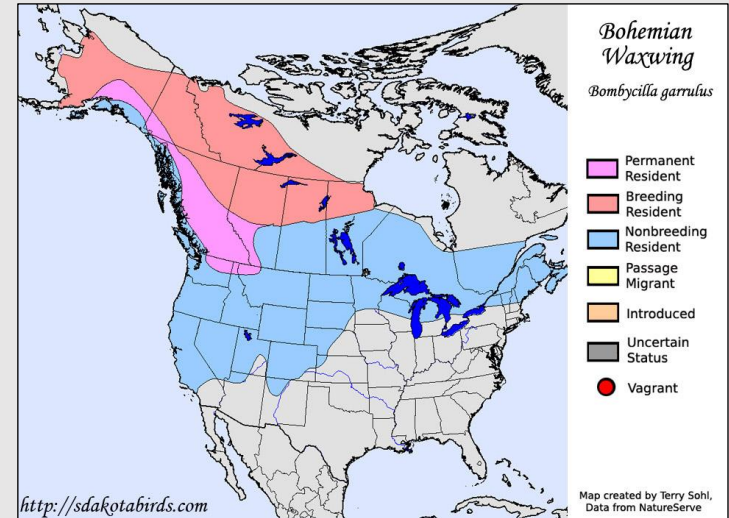 Bohemian
Waxwing
Bombycilla garrulus
Permanent
Resident
Breeding
Resident
Nonbreeding
Resident
Passage
Migrant
Introduced
Uncertain
Status
Vagrant
Map created by Terry Sohl,
Data from NatureServe
http://sdakotabirds.com